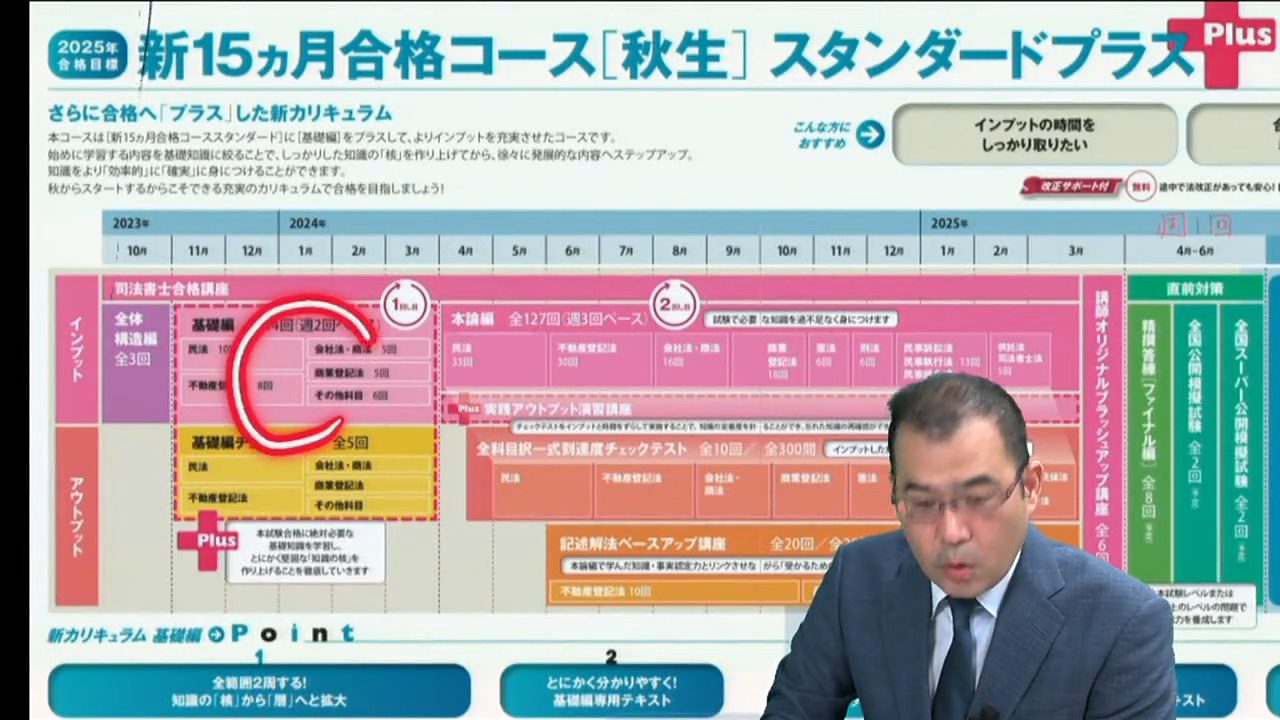 2025年
合格目標
新15ヵ月合格コース[秋生] スタンダードプラス
Plus
さらに合格へ「プラス」した新カリキュラム
本コースは[新15ヵ月合格コーススタンダード]に[基礎編]をプラスして、よりインプットを充実させたコースです。
始めに学習する内容を基礎知識に絞ることで、しっかりした知識の「核」を作り上げてから、徐々に発展的な内容へステップアップ。
知識をより「効率的」に「確実」に身につけることができます。
秋からスタートするからこそできる充実のカリキュラムで合格を目指しましょう!
こんな方に
おすすめ
インプットの時間を
しっかり取りたい
改正サポート付
無料
途中で法改正があっても安心!
2023年 2024年 2025年
10月 11月 12月 1月 2月 3月 4月 5月 6月 7月 8月 9月 10月 11月 12月 1月 2月 3月 4月-6月
インプット
司法書士合格講座
全体
構造編
全3回
基礎編
4回(週2回ペース)
1回し目
民法
会社法・商法 5回
商業登記法 5回
8回
その他科目 6回
本論編 全127回(週3回ペース)
2回し目
試験で必要な知識を過不足なく身につけます
民法
33回
不動産登記法
30回
会社法・商法
16回
商業
登記法
18回
憲法
6回
刑法
6回
民事訴訟法
民事執行法 13回
供託法
司法書士法
5回
Plus 実践アウトプット演習講座
講師オリジナルブラッシュアップ講座 全6回
直前対策
精撰答練[ファイナル編] 全8回
全国公開模擬試験 全2回
全国スーパー公開模擬試験 全2回
アウトプット
基礎編チ
全5回
民法
会社法・商法
商業登記法
不動産登記法
その他科目
Plus
本試験合格に絶対必要な
基礎知識を学習し、
とにかく堅固な「知識の核」を
作り上げることを徹底していきます
全科目択一式到達度チェックテスト 全10回/全300問
民法
不動産登記法
会社法・
商法
商業登記法
憲法
記述解法ベースアップ講座 全20回
不動産登記法 10回
本試験レベルまたは
上のレベルの問題で
力を養成します
新カリキュラム 基礎編 Point
1
全範囲2周する!
知識の「核」から「層」へと拡大
2
とにかく分かりやすく!
基礎編専用テキスト